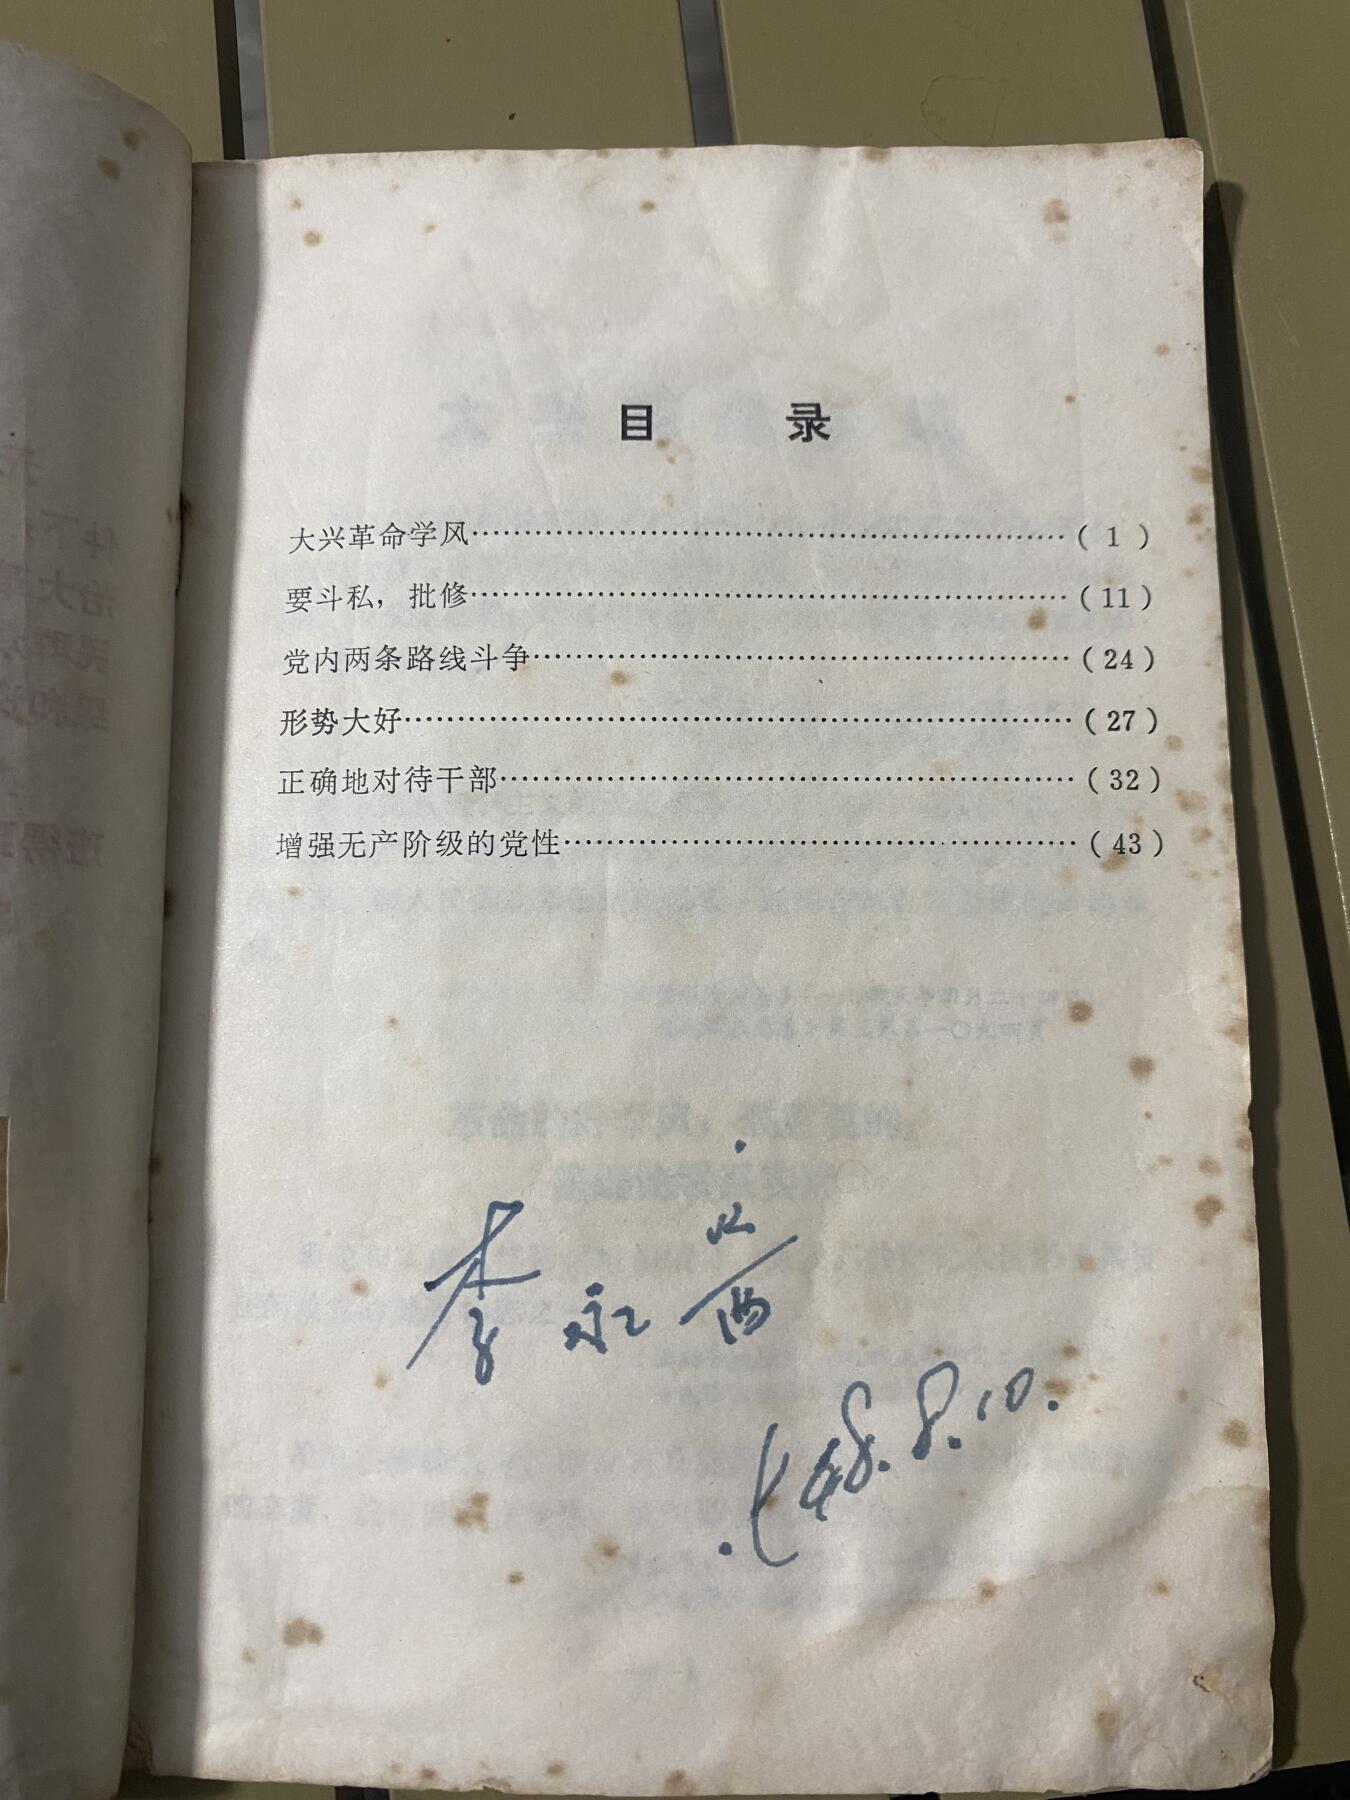 目 录
大兴革命学风……………………………………(1)
要斗私，批修……………………………………(11)
党内两条路线斗争………………………………(24)
形势大好…………………………………………(27)
正确地对待干部…………………………………(32)
增强无产阶级的党性……………………………(43)
李永
68.8.10.